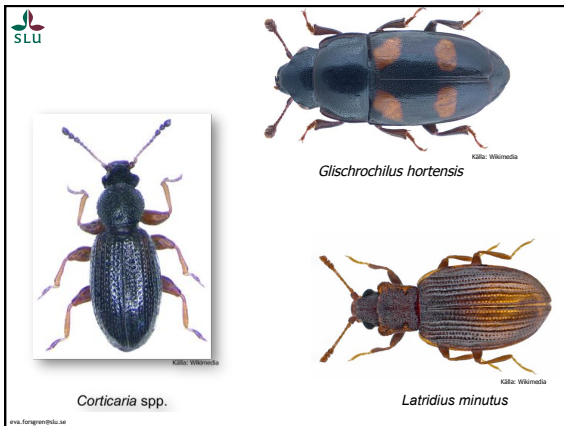 SLU
Källa: Wikimedia
Glischrochilus hortensis
Källa: Wikimedia
Corticaria spp.
Källa: Wikimedia
Latridius minutus
eva.forsgren@slu.se